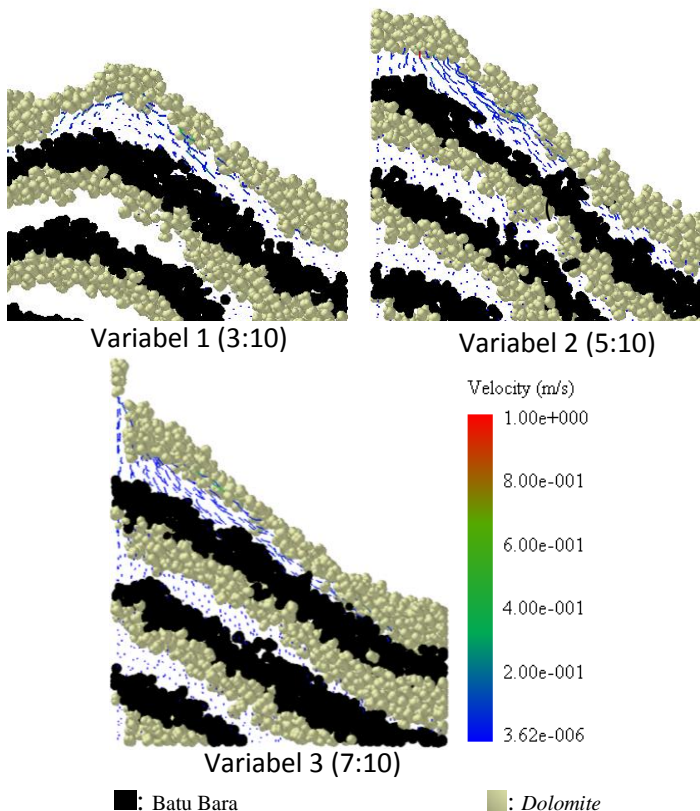 Variabel 1 (3:10)
Variabel 2 (5:10)
Variabel 3 (7:10)
Velocity (m/s)
1.00e+000
8.00e-001
6.00e-001
4.00e-001
2.00e-001
3.62e-006
: Batu Bara
: Dolomite